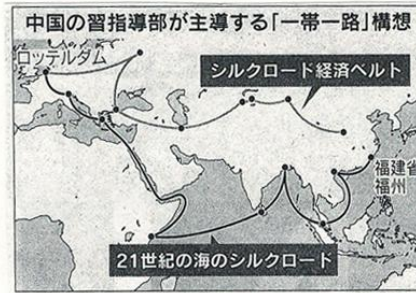 中国の習指導部が主導する「一帯一路」構想
ロッテルダム
シルクロード経済ベルト
福建省
福州
21世紀の海のシルクロード